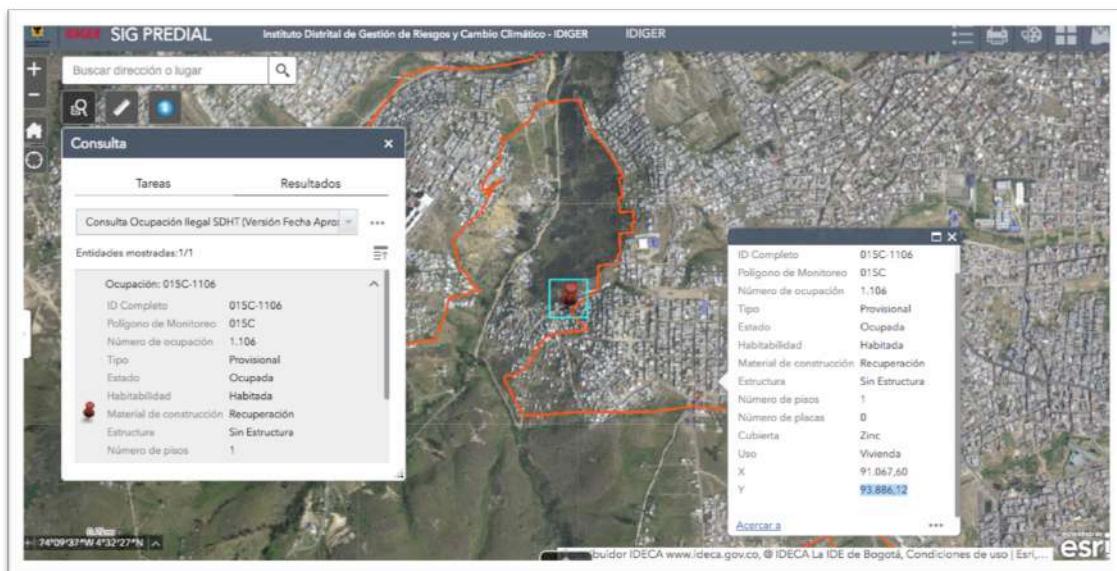 SIG PREDIAL
Instituto Distrital de Gestión de Riesgos y Cambio Climático - IDIGER
IDIGER
Buscar dirección o lugar
Consulta
Tareas Resultados
Consulta Ocupación Ilegal SDHT (Versión Fecha Apro
Entidades mostradas:1/1
Ocupación: 015C-1106
ID Completo 015C-1106
Polígono de Monitoreo 015C
Número de ocupación 1.106
Tipo Provisional
Estado Ocupada
Habitabilidad Habitada
Material de construcción Recuperación
Estructura Sin Estructura
Número de pisos 1
ID Completo 015C-1106
Polígono de Monitoreo 015C
Número de ocupación 1.106
Tipo Provisional
Estado Ocupada
Habitabilidad Habitada
Material de construcción Recuperación
Estructura Sin Estructura
Número de pisos 1
Número de placas 0
Cubierta Zinc
Uso Vivienda
X 91.067,60
Y 93.886,12
Acercar a
74°09'37"W 4°32'27"N
buidor IDECA www.ideca.gov.co, @ IDECA La IDE de Bogotá, Condiciones de uso | Esri,...
esri